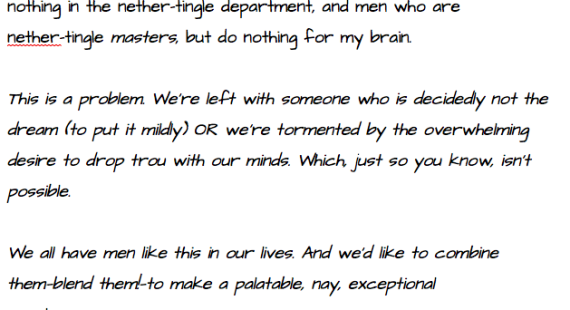 nothing in the nether-tingle department, and men who are
nether-tingle masters, but do nothing for my brain.
This is a problem. We're left with someone who is decidedly not the
dream (to put it mildly) OR we're tormented by the overwhelming
desire to drop trou with our minds. Which, just so you know, isn't
possible.
We all have men like this in our lives. And we'd like to combine
them-blend them!-to make a palatable, nay, exceptional